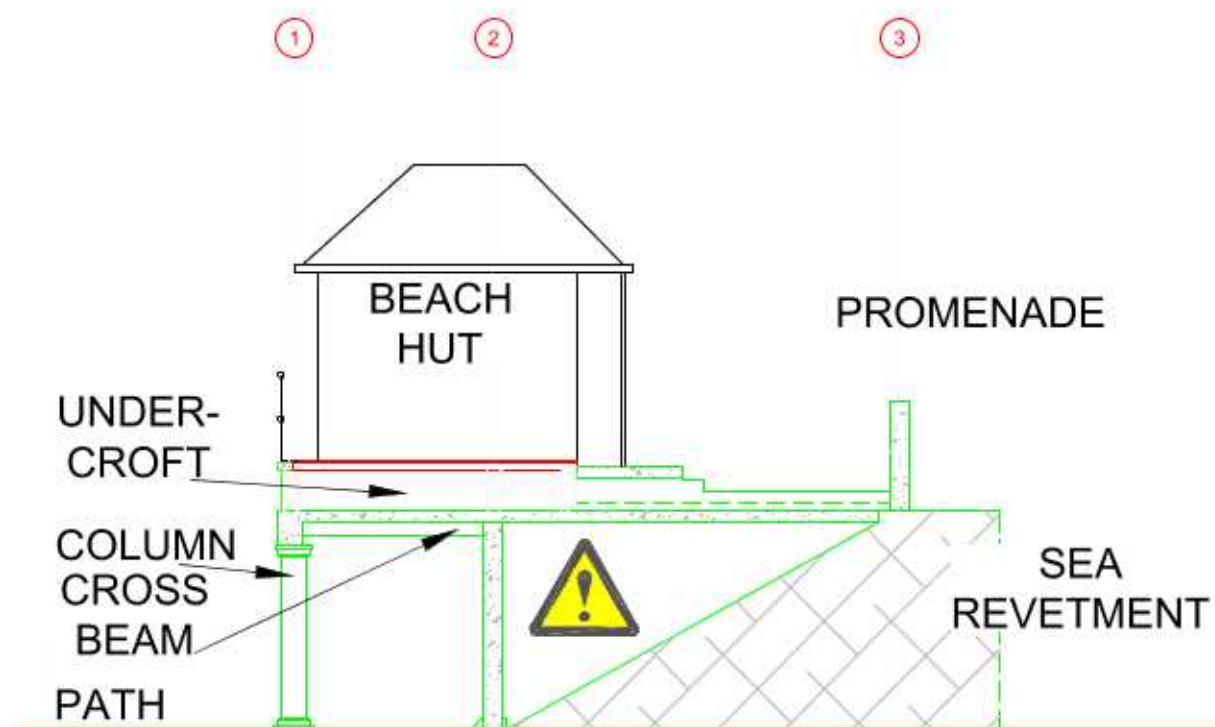 1
2
3
BEACH
HUT
PROMENADE
UNDER-
CROFT
COLUMN
CROSS
BEAM
SEA
REVETMENT
PATH
!